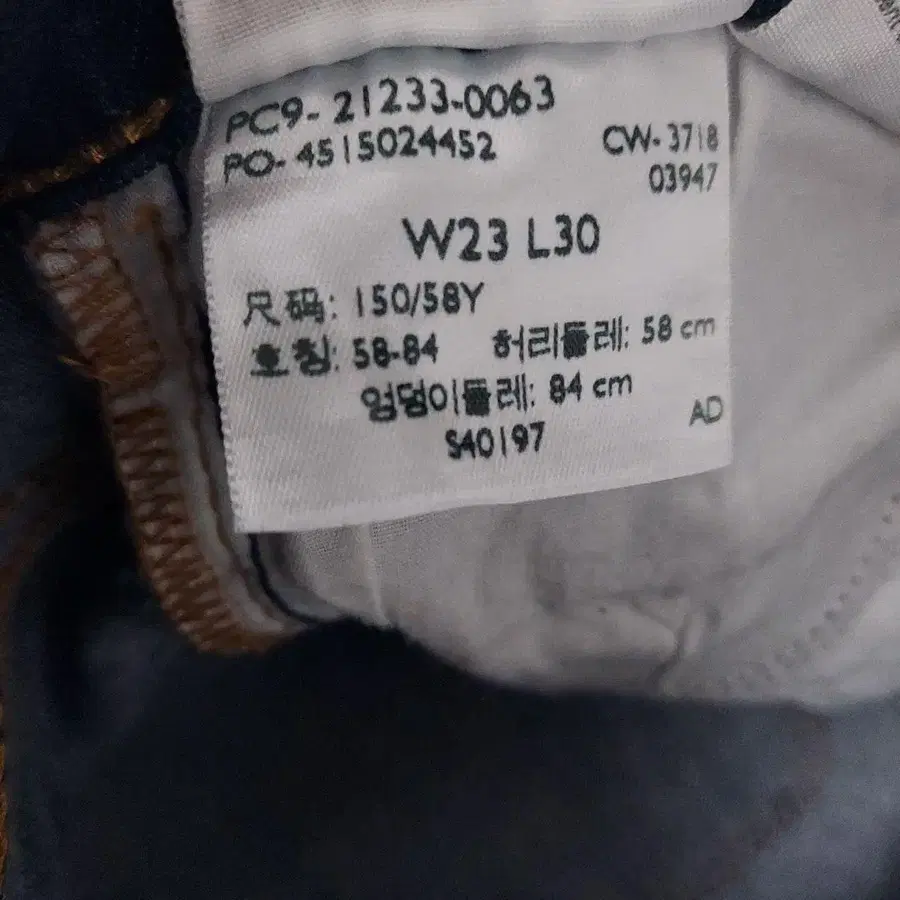 PC9-21233-0063
PO-4515024452 CW-3718
03947
W23 L30
尺码: 150/58Y
호칭: 58-84 허리둘레: 58 cm
엉덩이둘레: 84 cm
AD
S40197